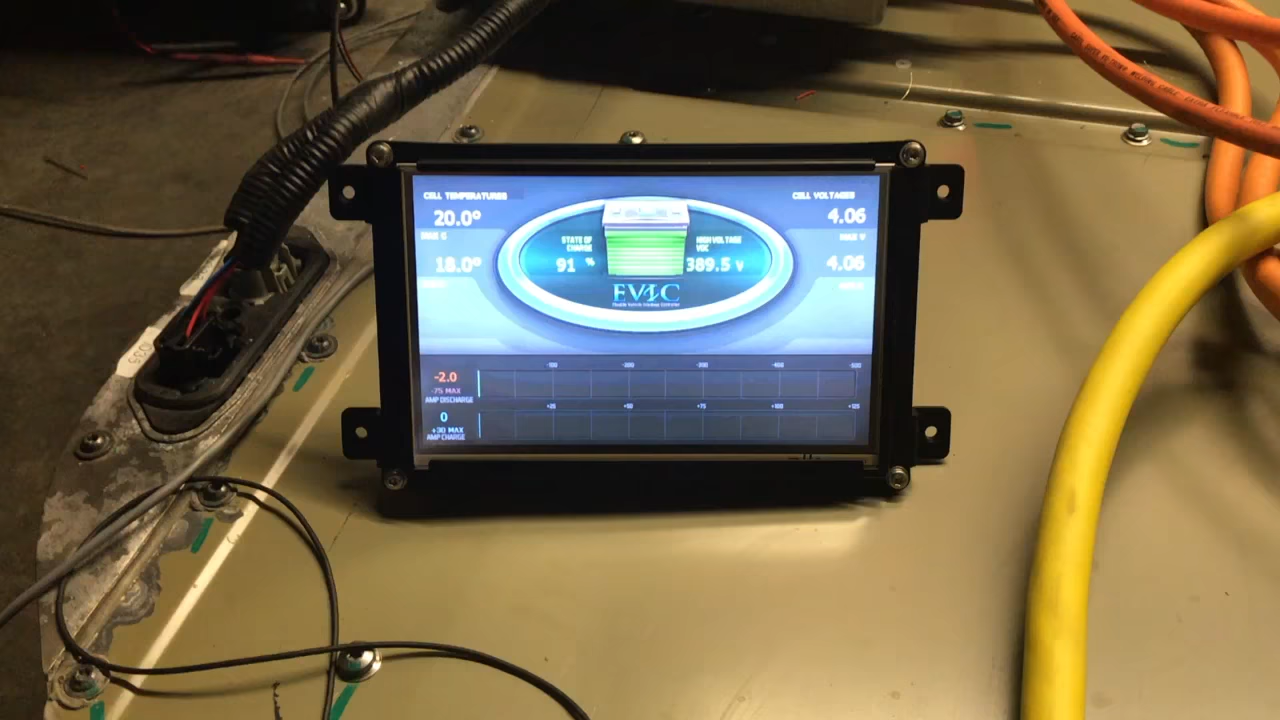 CELL TEMPERATURES
20.0°
18.0°
STATE OF
CHARGE
91 %
HIGH VOLTAGE
VDC
389.5 V
EVIC
CELL VOLTAGES
4.06
MAX V
4.06
-100 -200 -300 -400 -500
-2.0
-75 MAX
AMP DISCHARGE
+25 +50 +75 +100 +125
0
+30 MAX
AMP CHARGE